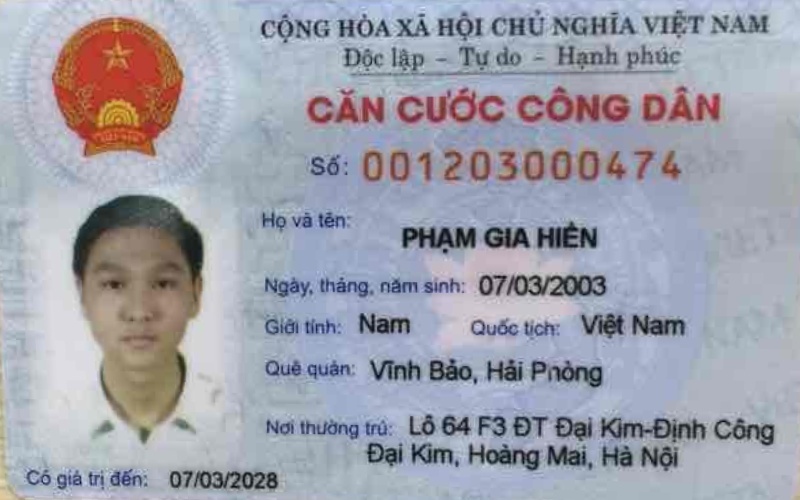 CỘNG HÒA XÃ HỘI CHỦ NGHĨA VIỆT NAM
Độc lập – Tự do – Hạnh phúc
CĂN CƯỚC CÔNG DÂN
Số: 001203000474
Họ và tên:
PHẠM GIA HIỂN
Ngày, tháng, năm sinh: 07/03/2003
Giới tính: Nam Quốc tịch: Việt Nam
Quê quán: Vĩnh Bảo, Hải Phòng
Nơi thường trú: Lô 64 F3 ĐT Đại Kim-Định Công
Đại Kim, Hoàng Mai, Hà Nội
Có giá trị đến: 07/03/2028